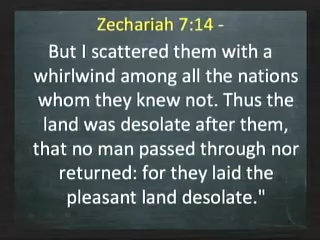 Zechariah 7:14 -
But I scattered them with a
whirlwind among all the nations
whom they knew not. Thus the
land was desolate after them,
that no man passed through nor
returned: for they laid the
pleasant land desolate."